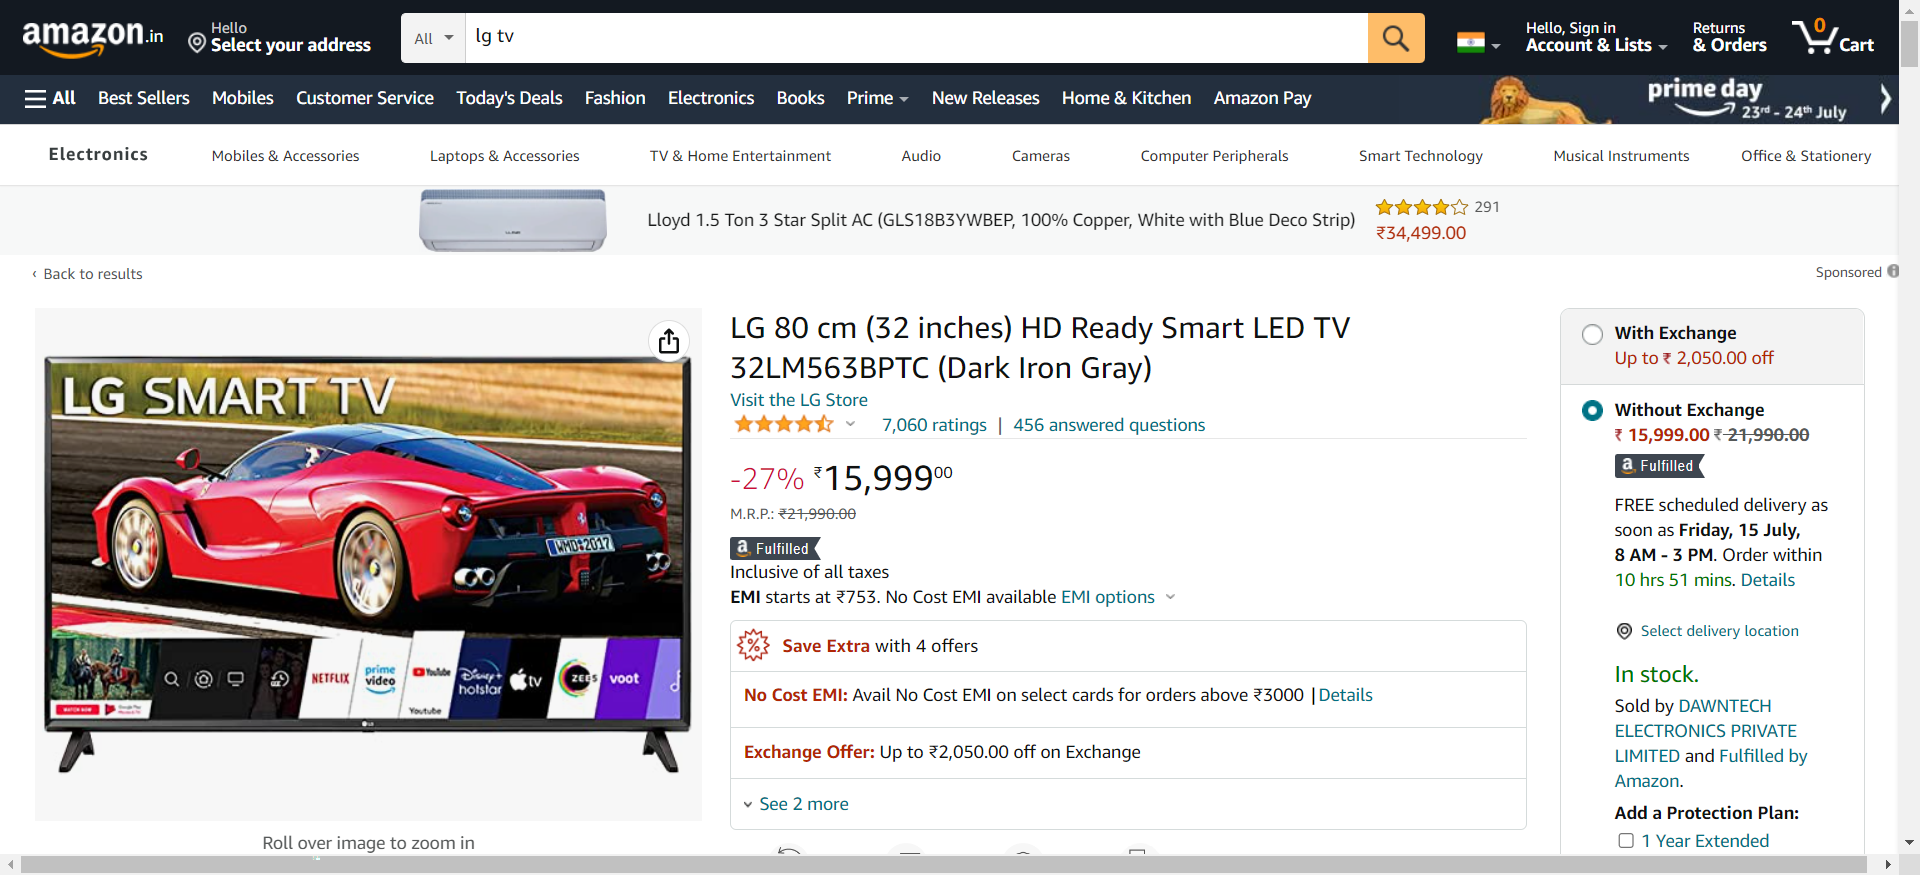 amazon.in
Hello
Select your address
All
lg tv
Hello, Sign in
Account & Lists
Returns
& Orders
0
Cart
All
Best Sellers
Mobiles
Customer Service
Today's Deals
Fashion
Electronics
Books
Prime
New Releases
Home & Kitchen
Amazon Pay
prime day
23rd - 24th July
Electronics
Mobiles & Accessories
Laptops & Accessories
TV & Home Entertainment
Audio
Cameras
Computer Peripherals
Smart Technology
Musical Instruments
Office & Stationery
Lloyd 1.5 Ton 3 Star Split AC (GLS18B3YWBEP, 100% Copper, White with Blue Deco Strip)
291
₹34,499.00
‹ Back to results
Sponsored
LG SMART TV
WMD 2017
NETFLIX
prime video
YouTube
Youtube
Disney+ hotstar
tv
ZEE5
voot
LG
Roll over image to zoom in
LG 80 cm (32 inches) HD Ready Smart LED TV
32LM563BPTC (Dark Iron Gray)
Visit the LG Store
7,060 ratings | 456 answered questions
-27% ₹15,99900
M.R.P.: ₹21,990.00
a Fulfilled
Inclusive of all taxes
EMI starts at ₹753. No Cost EMI available EMI options
% Save Extra with 4 offers
No Cost EMI: Avail No Cost EMI on select cards for orders above ₹3000 | Details
Exchange Offer: Up to ₹2,050.00 off on Exchange
See 2 more
With Exchange
Up to ₹ 2,050.00 off
Without Exchange
₹ 15,999.00 ₹ 21,990.00
a Fulfilled
FREE scheduled delivery as
soon as Friday, 15 July,
8 AM - 3 PM. Order within
10 hrs 51 mins. Details
Select delivery location
In stock.
Sold by DAWNTECH
ELECTRONICS PRIVATE
LIMITED and Fulfilled by
Amazon.
Add a Protection Plan:
1 Year Extended